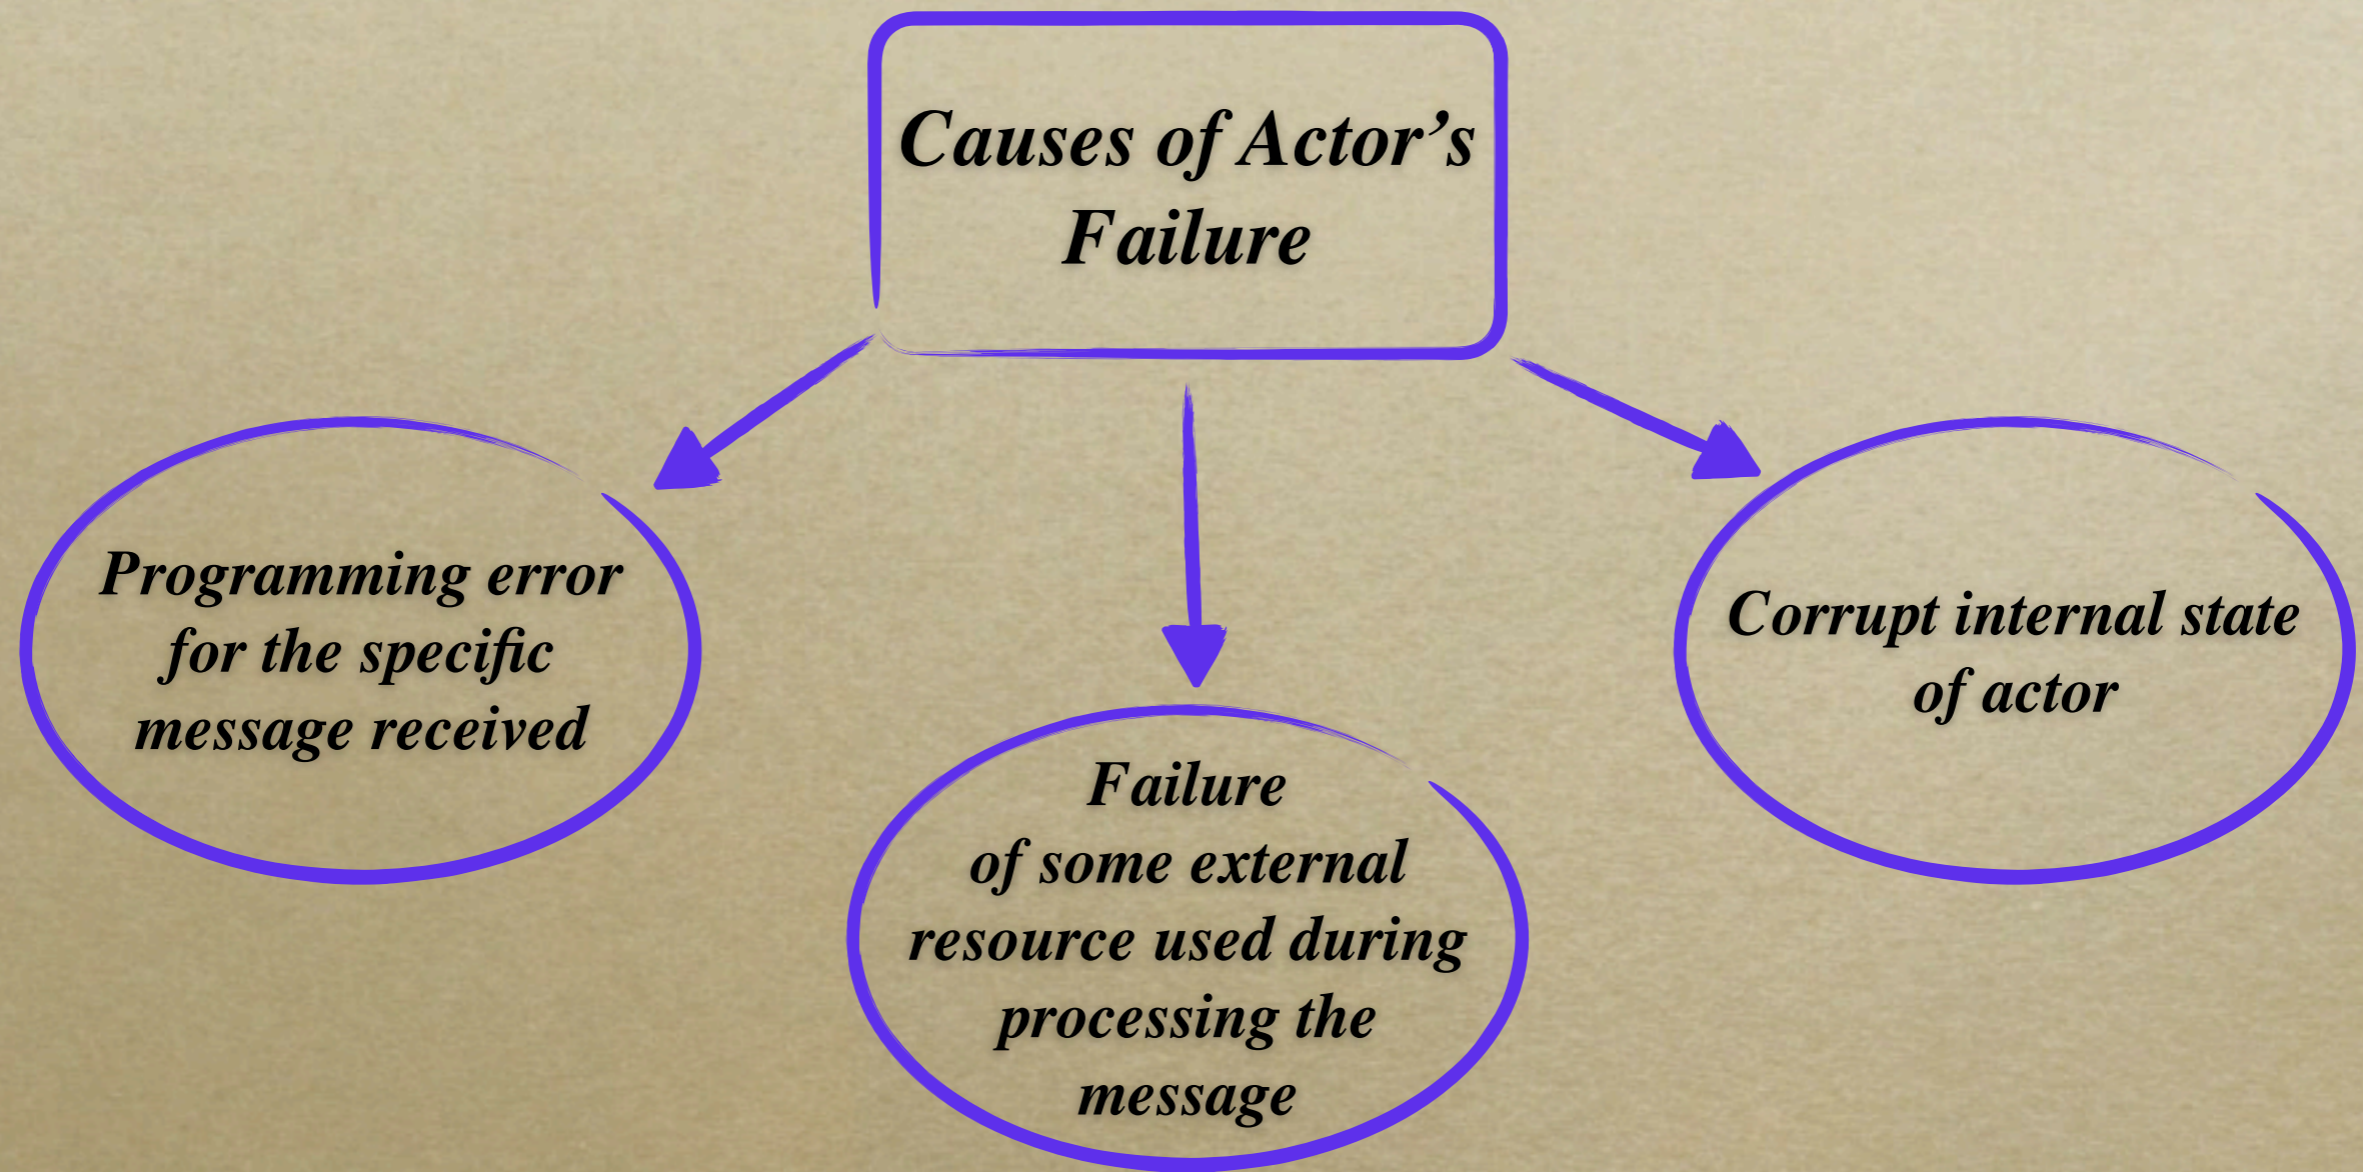 Causes of Actor’s
Failure
Programming error
for the specific
message received
Failure
of some external
resource used during
processing the
message
Corrupt internal state
of actor